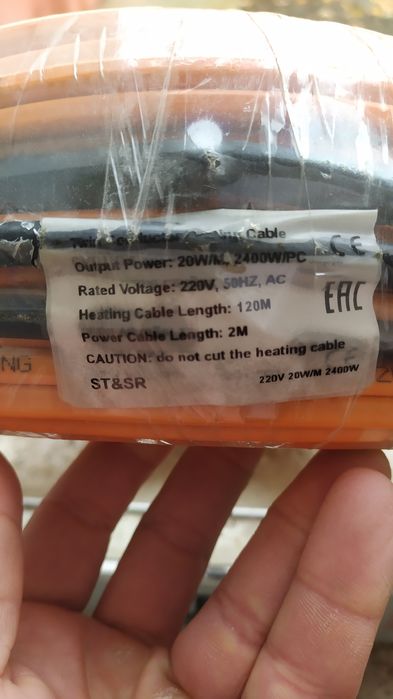 Cable
CE
Output Power: 20W/M, 2400W/PC
Rated Voltage: 220V, 50HZ, AC
EAC
Heating Cable Length: 120M
Power Cable Length: 2M
CAUTION: do not cut the heating cable
NG
ST&SR
220V 20W/M 2400W